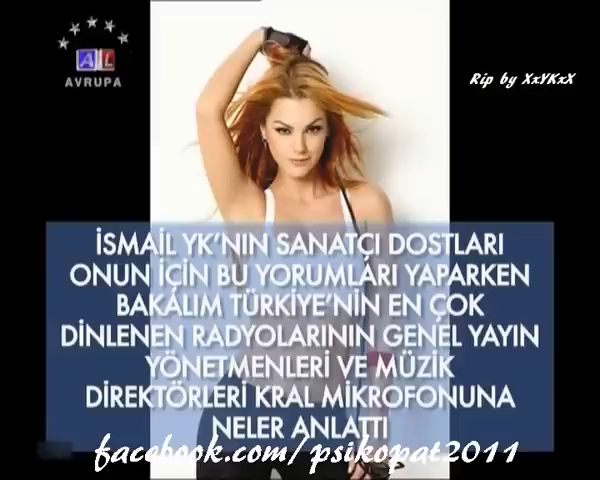 AL
AVRUPA
Rip by XxYKxX
İSMAİL YK'NIN SANATÇI DOSTLARI
ONUN İÇİN BU YORUMLARI YAPARKEN
BAKALIM TÜRKİYE'NİN EN ÇOK
DİNLENEN RADYOLARININ GENEL YAYIN
YÖNETMENLERİ VE MÜZİK
DİREKTÖRLERİ KRAL MİKROFONUNA
NELER ANLATTI
facebook.com/psikopat2011